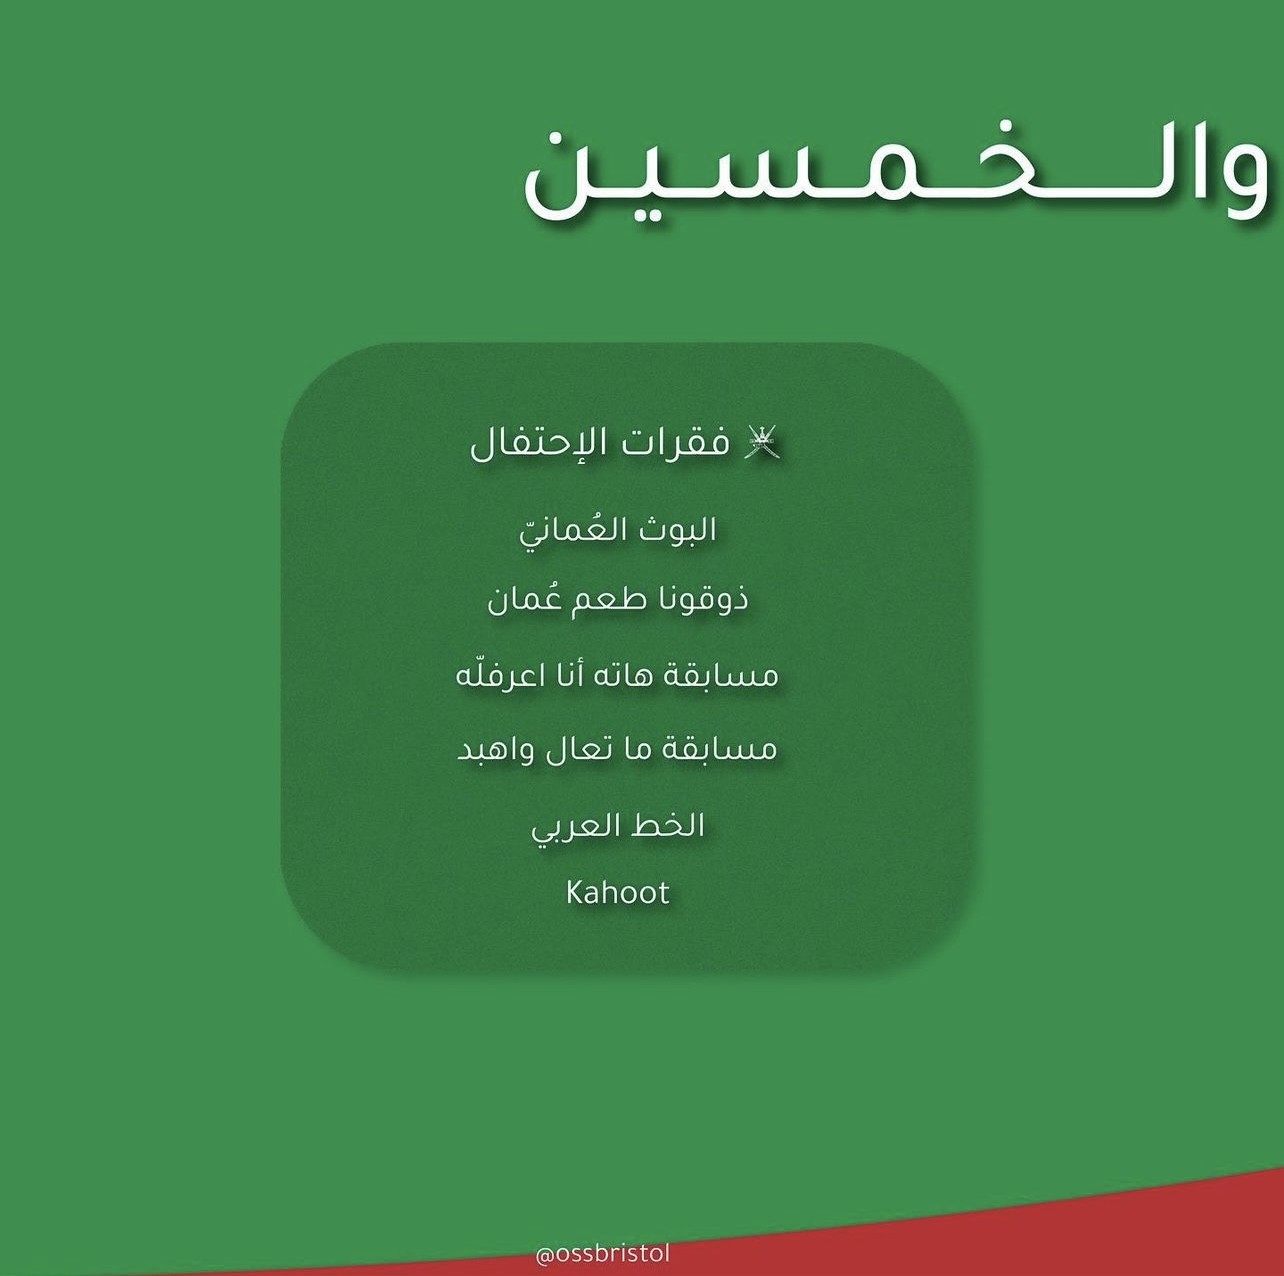 والـخـمـسيـن
فقرات الإحتفال
البوث العُمانيّ
ذوقونا طعم عُمان
مسابقة هاته أنا اعرفلّه
مسابقة ما تعال واهبد
الخط العربي
Kahoot
@ossbristol